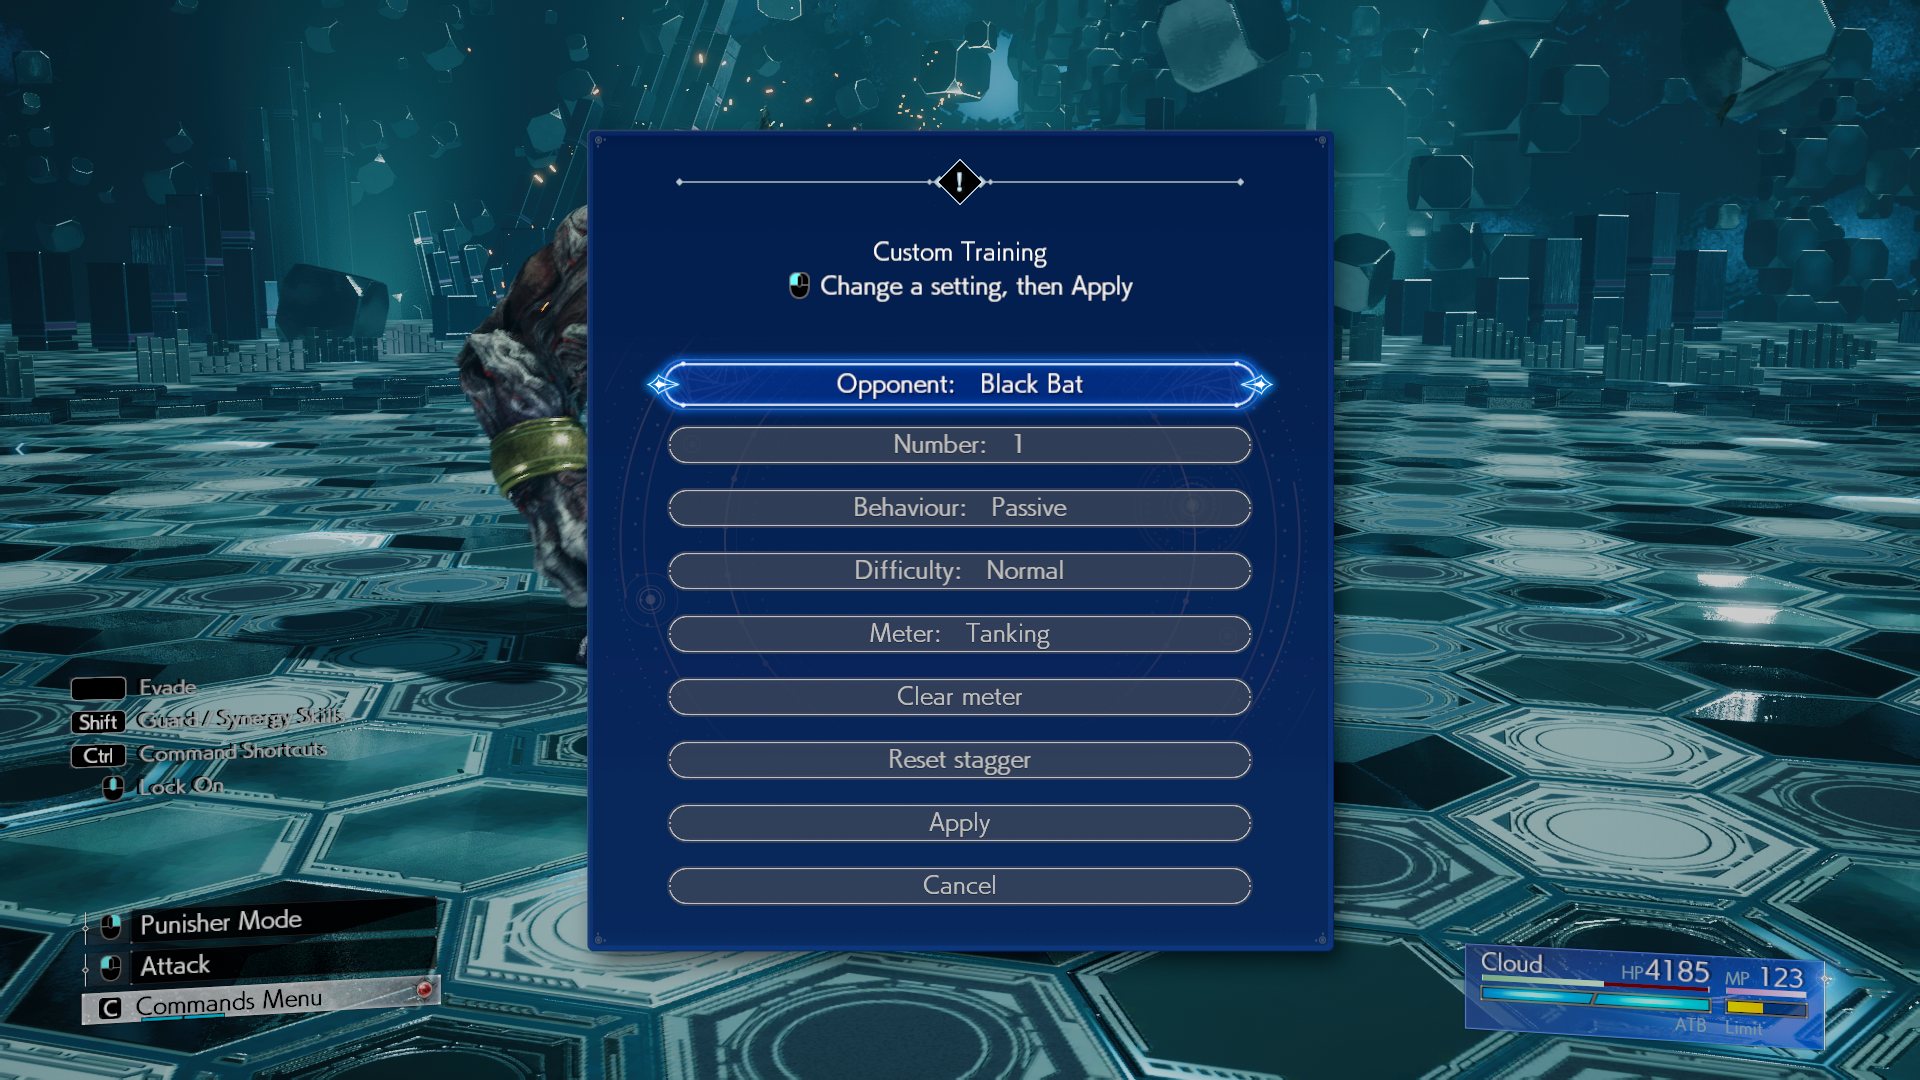 !
Custom Training
Change a setting, then Apply
Opponent: Black Bat
Number: 1
Behaviour: Passive
Difficulty: Normal
Meter: Tanking
Clear meter
Reset stagger
Apply
Cancel
Evade
Shift Guard / Synergy Skills
Ctrl Command Shortcuts
Lock On
Punisher Mode
Attack
C Commands Menu
Cloud HP 4185 MP 123
ATB Limit